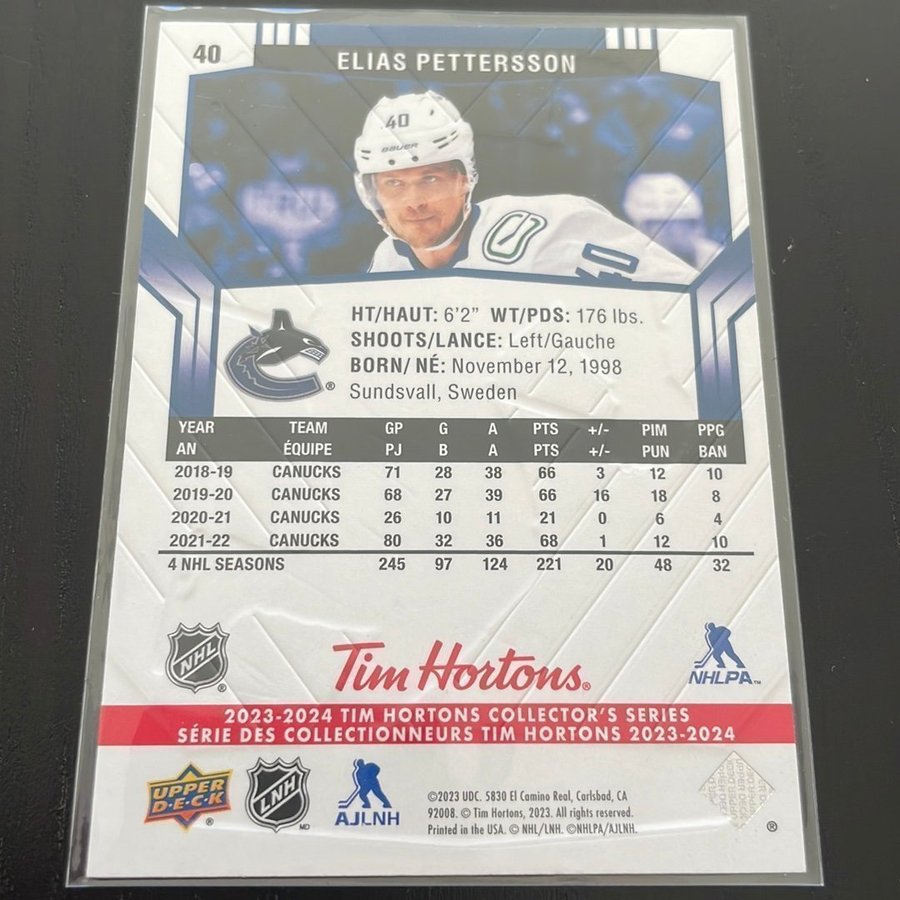 40
ELIAS PETTERSSON
40
BAUER
40
HT/HAUT: 6'2" WT/PDS: 176 lbs.
SHOOTS/LANCE: Left/Gauche
BORN/ NÉ: November 12, 1998
Sundsvall, Sweden
®
YEAR TEAM GP G A PTS +/- PIM PPG
AN ÉQUIPE PJ B A PTS +/- PUN BAN
2018-19 CANUCKS 71 28 38 66 3 12 10
2019-20 CANUCKS 68 27 39 66 16 18 8
2020-21 CANUCKS 26 10 11 21 0 6 4
2021-22 CANUCKS 80 32 36 68 1 12 10
4 NHL SEASONS 245 97 124 221 20 48 32
NHL ®
Tim Hortons®
NHLPA™
2023-2024 TIM HORTONS COLLECTOR'S SERIES
SÉRIE DES COLLECTIONNEURS TIM HORTONS 2023-2024
UPPER
DECK ®
LNH MD
AJLNH
©2023 UDC. 5830 El Camino Real, Carlsbad, CA
92008. © Tim Hortons, 2023. All rights reserved.
Printed in the USA. © NHL/LNH. ©NHLPA/AJLNH.
®